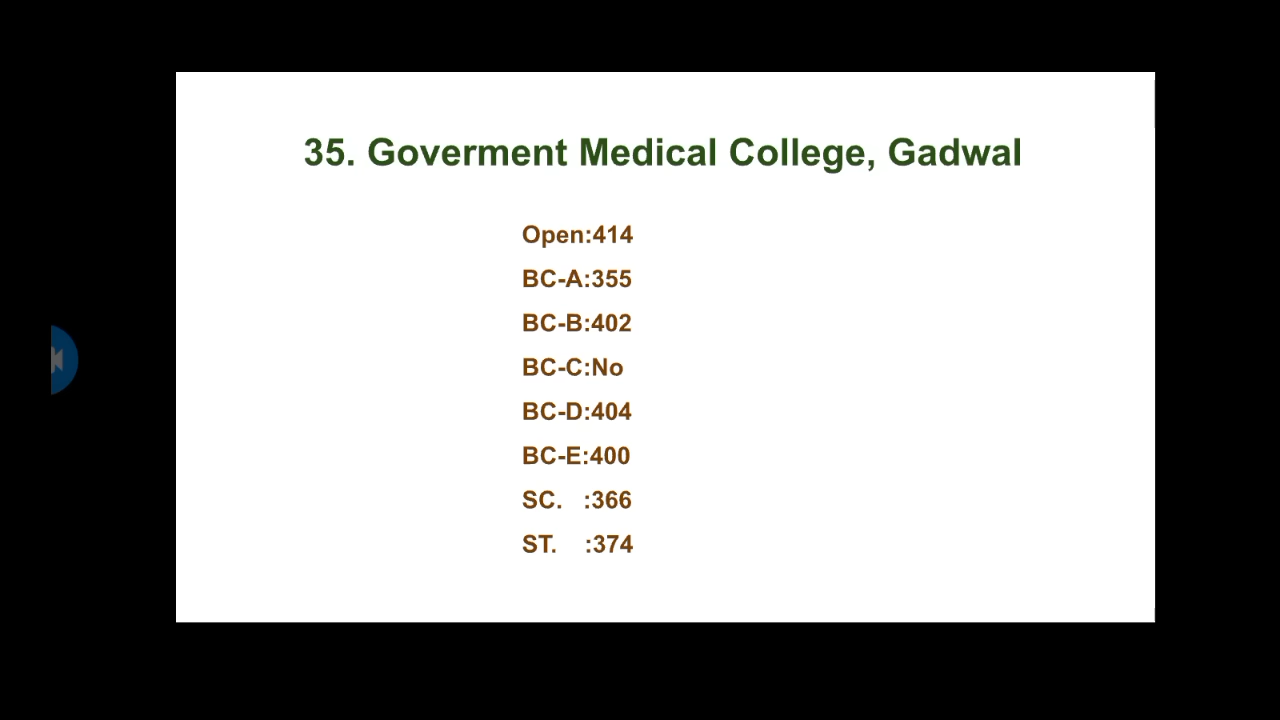 35. Goverment Medical College, Gadwal
Open:414
BC-A:355
BC-B:402
BC-C:No
BC-D:404
BC-E:400
SC. :366
ST. :374